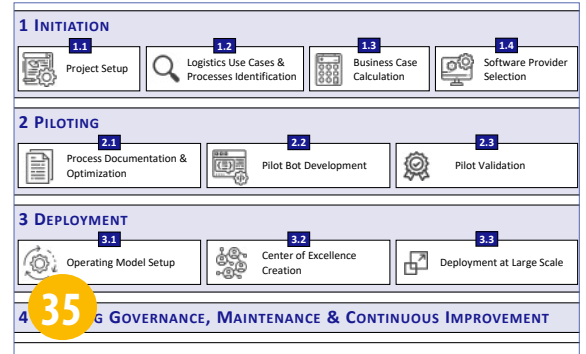 1 INITIATION
1.1 1.2 1.3 1.4
Project Setup
Logistics Use Cases &
Processes Identification
Business Case
Calculation
Software Provider
Selection
2 PILOTING
2.1 2.2 2.3
Process Documentation &
Optimization
Pilot Bot Development
Pilot Validation
3 DEPLOYMENT
3.1 3.2 3.3
Operating Model Setup
Center of Excellence
Creation
Deployment at Large Scale
35
4 G GOVERNANCE, MAINTENANCE & CONTINUOUS IMPROVEMENT